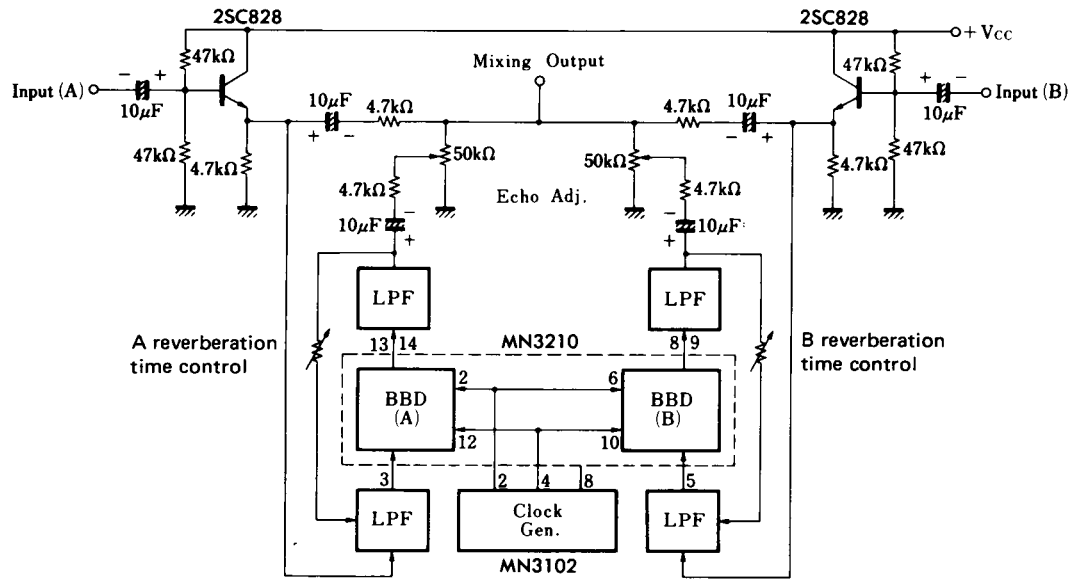 2SC828
2SC828
+ Vcc
47kΩ
Mixing Output
47kΩ
Input (A)
- +
10μF
+ -
10μF
Input (B)
10μF
+ -
4.7kΩ
4.7kΩ
10μF
- +
47kΩ
4.7kΩ
50kΩ
50kΩ
4.7kΩ
47kΩ
4.7kΩ
Echo Adj.
4.7kΩ
10μF
-
+
-
+
10μF
LPF
LPF
A reverberation
time control
B reverberation
time control
13 14
MN3210
8 9
BBD
(A)
2
6
BBD
(B)
12
10
3
2 4 8
5
LPF
Clock
Gen.
LPF
MN3102